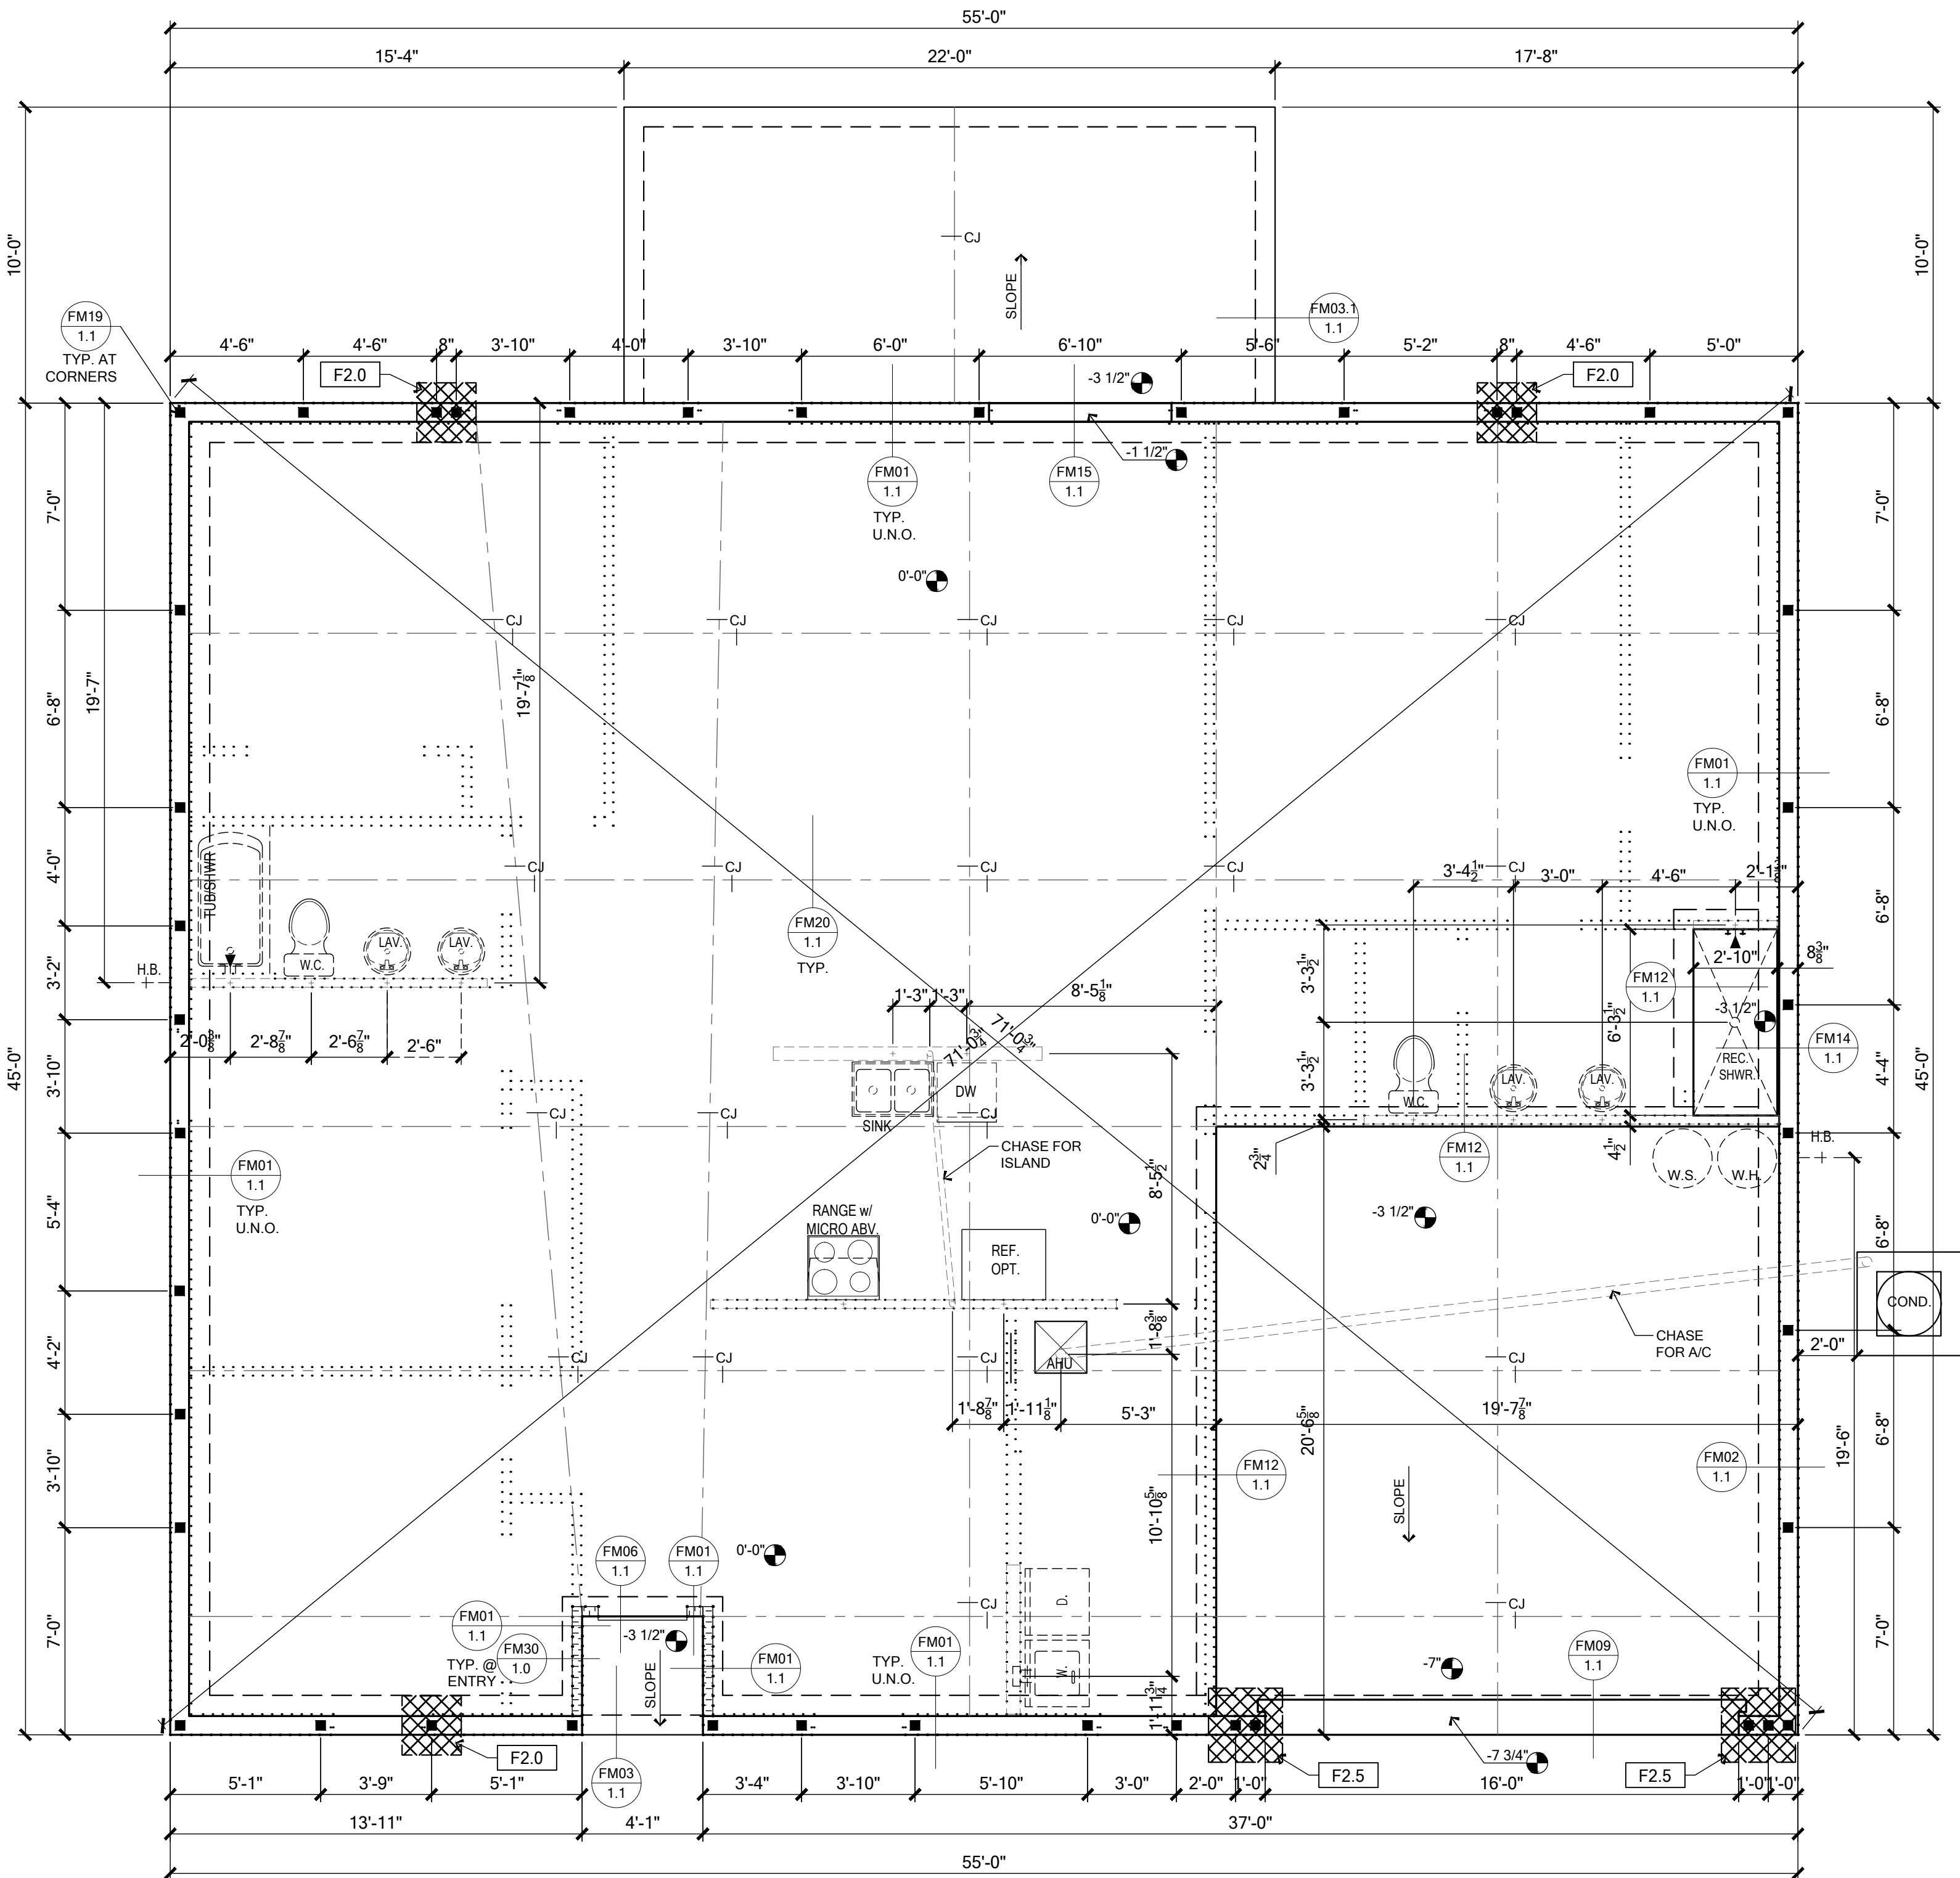 55'-0"
15'-4"
22'-0"
17'-8"
10'-0"
10'-0"
CJ
SLOPE
FM19
1.1
TYP. AT
CORNERS
FM03.1
1.1
4'-6"
4'-6"
8"
3'-10"
4'-0"
3'-10"
6'-0"
6'-10"
5'-6"
5'-2"
8"
4'-6"
5'-0"
F2.0
-3 1/2"
F2.0
-1 1/2"
FM01
1.1
TYP.
U.N.O.
FM15
1.1
7'-0"
7'-0"
0'-0"
CJ
CJ
CJ
CJ
CJ
19'-7"
19'-7 1/8"
6'-8"
6'-8"
FM01
1.1
TYP.
U.N.O.
4'-0"
CJ
CJ
CJ
CJ
CJ
3'-4 1/2"
3'-0"
4'-6"
6'-8"
TUB/SHWR
LAV.
LAV.
W.C.
FM20
1.1
TYP.
H.B.
3'-2"
3'-3 1/2"
2'-10"
8 3/8"
FM12
1.1
-3 1/2"
6'-3 1/2"
1'-3"
1'-3"
8'-5 1/8"
71'-0 3/4"
71'-0 3/4"
2'-0 3/8"
2'-8 7/8"
2'-6 7/8"
2'-6"
FM14
1.1
REC.
SHWR.
45'-0"
3'-10"
3'-3 1/2"
4'-4"
45'-0"
DW
SINK
W.C.
LAV.
LAV.
CJ
CJ
CJ
CHASE FOR
ISLAND
2 3/4"
FM12
1.1
4 1/2"
W.S.
W.H.
H.B.
FM01
1.1
TYP.
U.N.O.
5'-4"
8'-5 1/2"
RANGE w/
MICRO ABV.
0'-0"
-3 1/2"
6'-8"
REF.
OPT.
COND.
4'-2"
1'-8 3/8"
AHU
CHASE
FOR A/C
2'-0"
CJ
CJ
CJ
CJ
1'-8 7/8"
1'-11 1/8"
5'-3"
19'-7 7/8"
20'-6 5/8"
19'-6"
6'-8"
3'-10"
FM12
1.1
FM02
1.1
10'-10 5/8"
SLOPE
FM06
1.1
FM01
1.1
0'-0"
D.
CJ
CJ
7'-0"
7'-0"
FM01
1.1
FM30
1.0
TYP. @
ENTRY
-3 1/2"
SLOPE
FM01
1.1
TYP.
U.N.O.
FM01
1.1
W.
-7"
FM09
1.1
1'-11 3/4"
F2.0
FM03
1.1
-7 3/4"
F2.5
F2.5
5'-1"
3'-9"
5'-1"
3'-4"
3'-10"
5'-10"
3'-0"
2'-0"
1'-0"
16'-0"
1'-0"
1'-0"
13'-11"
4'-1"
37'-0"
55'-0"